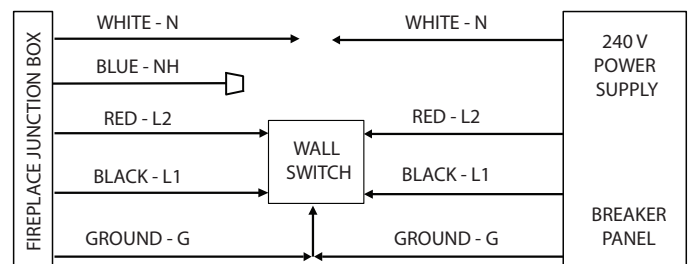 FIREPLACE JUNCTION BOX
WHITE - N
WHITE - N
BLUE - NH
RED - L2
RED - L2
BLACK - L1
BLACK - L1
GROUND - G
GROUND - G
WALL
SWITCH
240 V
POWER
SUPPLY
BREAKER
PANEL